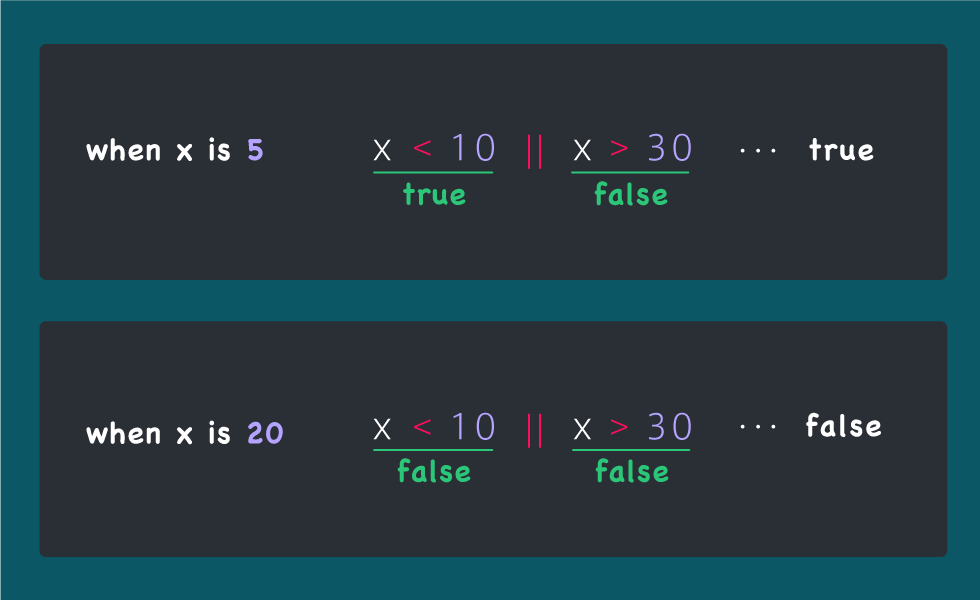 when x is 5 x < 10 || x > 30 ... true
true false
when x is 20 x < 10 || x > 30 ... false
false false